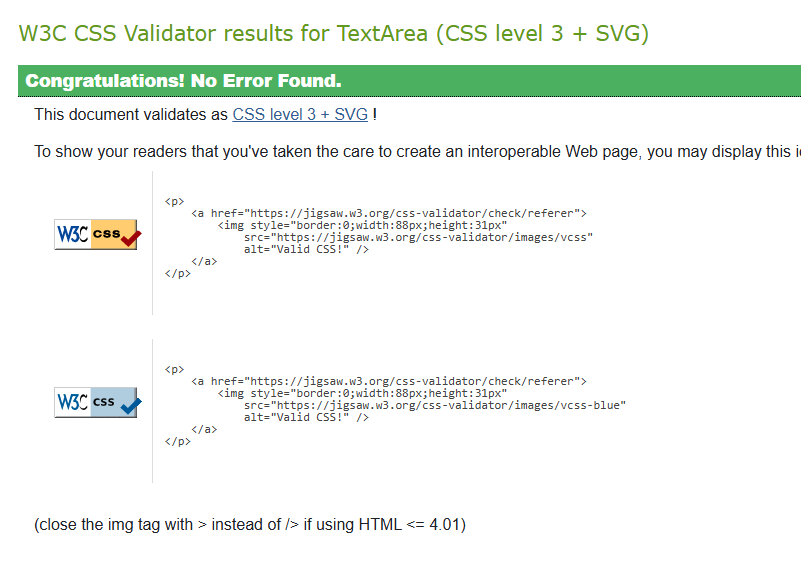 W3C CSS Validator results for TextArea (CSS level 3 + SVG)
Congratulations! No Error Found.
This document validates as CSS level 3 + SVG !
To show your readers that you've taken the care to create an interoperable Web page, you may display this
W3C css
<p>
<a href="https://jigsaw.w3.org/css-validator/check/referer">
<img style="border:0;width:88px;height:31px"
src="https://jigsaw.w3.org/css-validator/images/vcss"
alt="Valid CSS!" />
</a>
</p>
W3C css
<p>
<a href="https://jigsaw.w3.org/css-validator/check/referer">
<img style="border:0;width:88px;height:31px"
src="https://jigsaw.w3.org/css-validator/images/vcss-blue"
alt="Valid CSS!" />
</a>
</p>
(close the img tag with > instead of /> if using HTML <= 4.01)